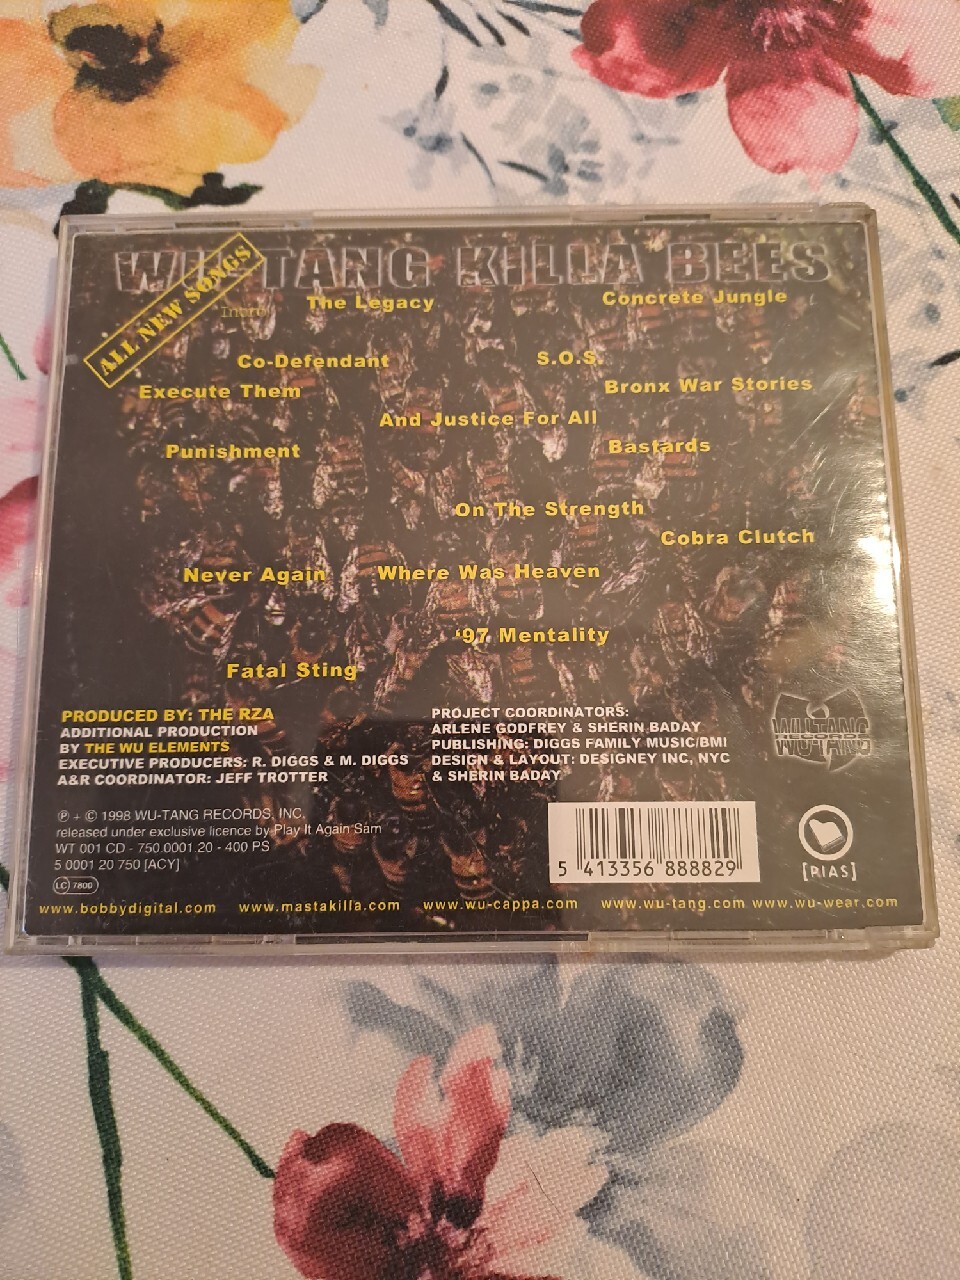 WU-TANG KILLA BEES
ALL NEW SONGS
Intro
The Legacy
Concrete Jungle
Co-Defendant
S.O.S.
Execute Them
Bronx War Stories
And Justice For All
Punishment
Bastards
On The Strength
Cobra Clutch
Never Again
Where Was Heaven
'97 Mentality
Fatal Sting
PRODUCED BY: THE RZA
ADDITIONAL PRODUCTION
BY THE WU ELEMENTS
EXECUTIVE PRODUCERS: R. DIGGS & M. DIGGS
A&R COORDINATOR: JEFF TROTTER
PROJECT COORDINATORS:
ARLENE GODFREY & SHERIN BADAY
PUBLISHING: DIGGS FAMILY MUSIC/BMI
DESIGN & LAYOUT: DESIGNEY INC, NYC
& SHERIN BADAY
WU-TANG
RECORDS
WU-TANG
℗ + © 1998 WU-TANG RECORDS, INC.
released under exclusive licence by Play It Again Sam
WT 001 CD - 750.0001.20 - 400 PS
5 0001 20 750 [ACY]
LC 7800
5 413356 888829
[PIAS]
www.bobbydigital.com www.mastakilla.com www.wu-cappa.com www.wu-tang.com www.wu-wear.com